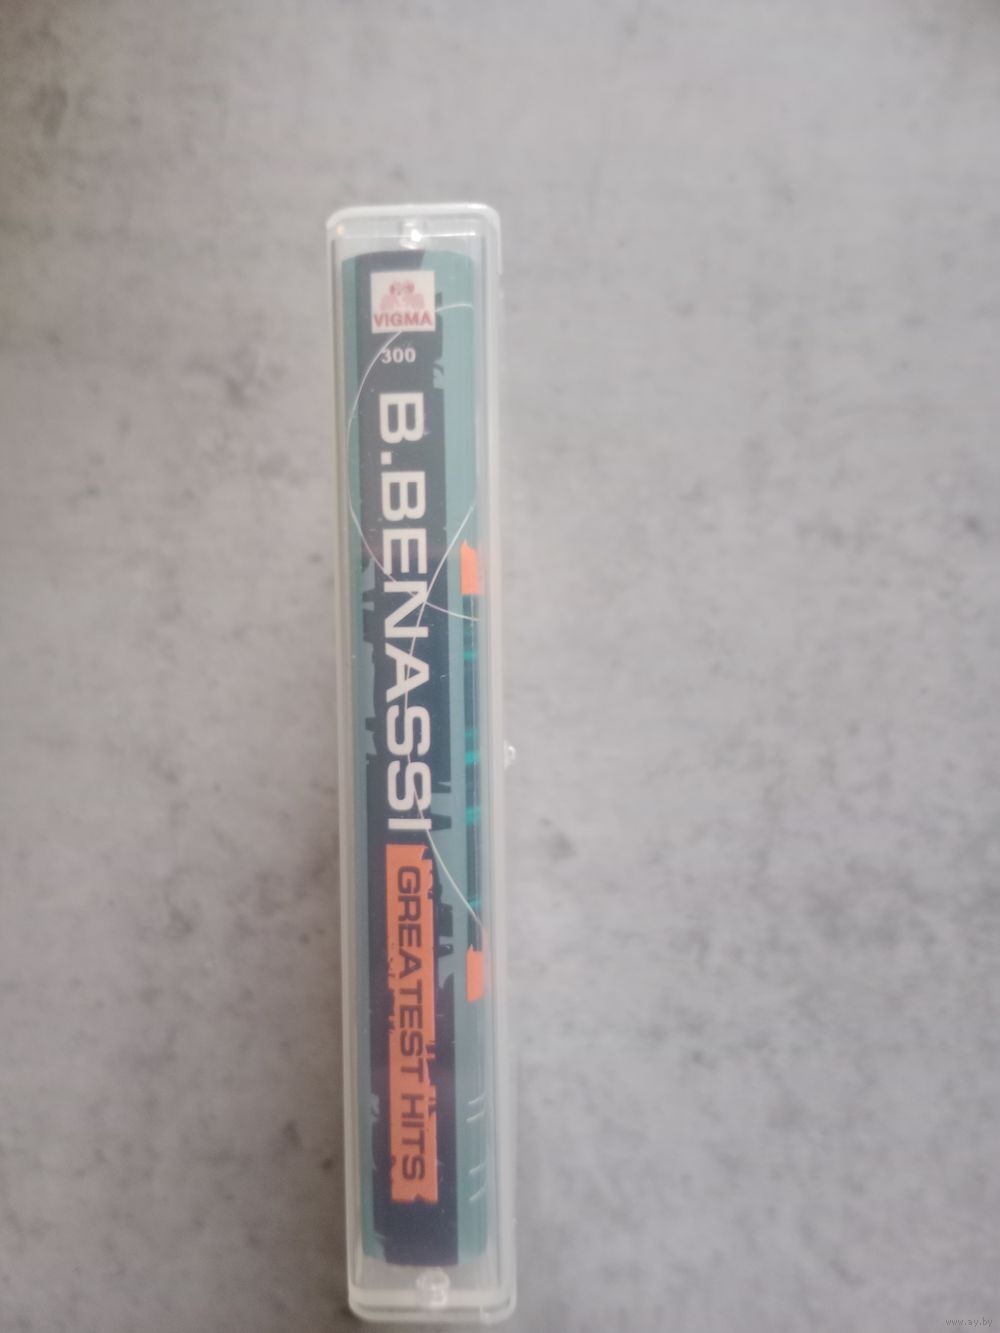 VIGMA
300
B.BENASSI
GREATEST HITS
www.ay.by